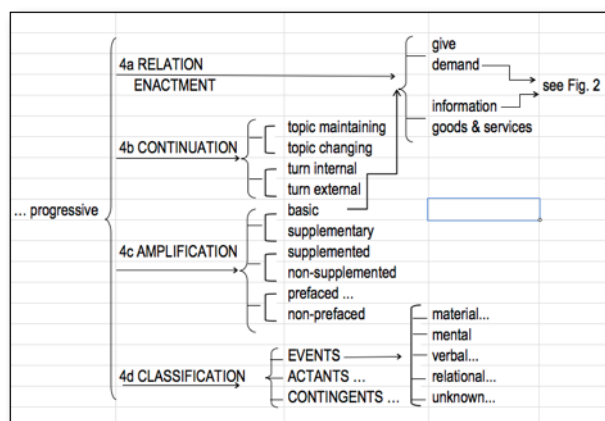 give
4a RELATION
demand
ENACTMENT
see Fig. 2
information
topic maintaining
goods & services
4b CONTINUATION
topic changing
turn internal
turn external
... progressive
basic
supplementary
4c AMPLIFICATION
supplemented
non-supplemented
prefaced ...
non-prefaced
material...
mental
EVENTS
verbal...
4d CLASSIFICATION
ACTANTS ...
relational...
CONTINGENTS ...
unknown...